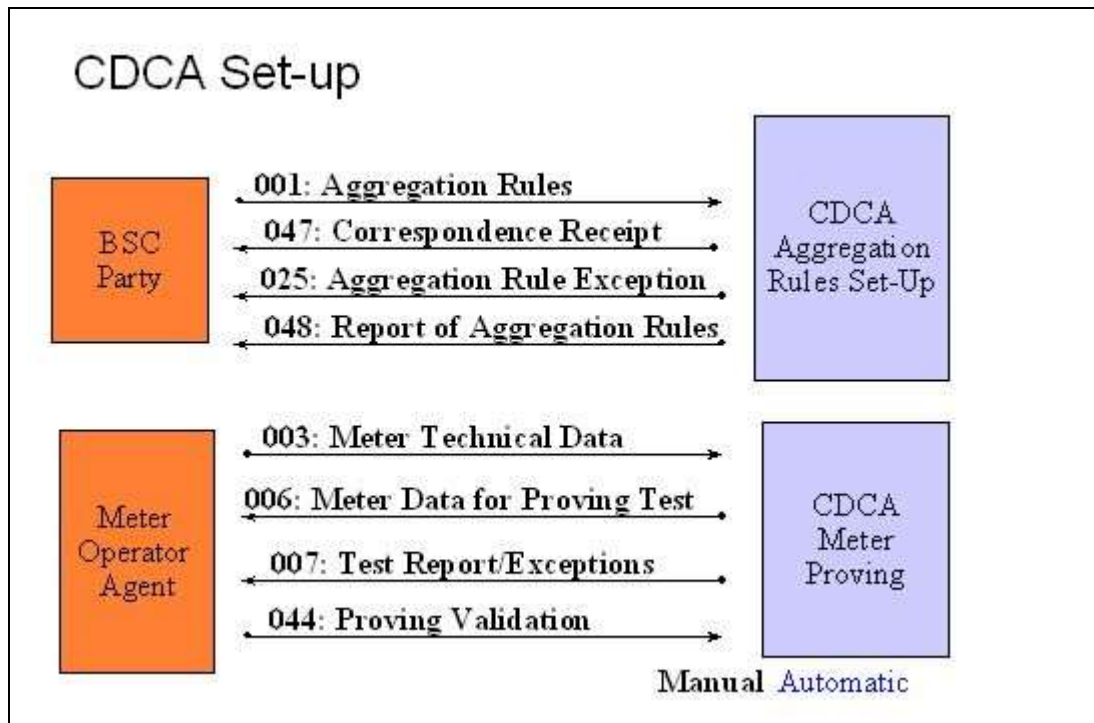 CDCA Set-up
BSC
Party
001: Aggregation Rules
047: Correspondence Receipt
025: Aggregation Rule Exception
048: Report of Aggregation Rules
CDCA
Aggregation
Rules Set-Up
Meter
Operator
Agent
003: Meter Technical Data
006: Meter Data for Proving Test
007: Test Report/Exceptions
044: Proving Validation
CDCA
Meter
Proving
Manual Automatic